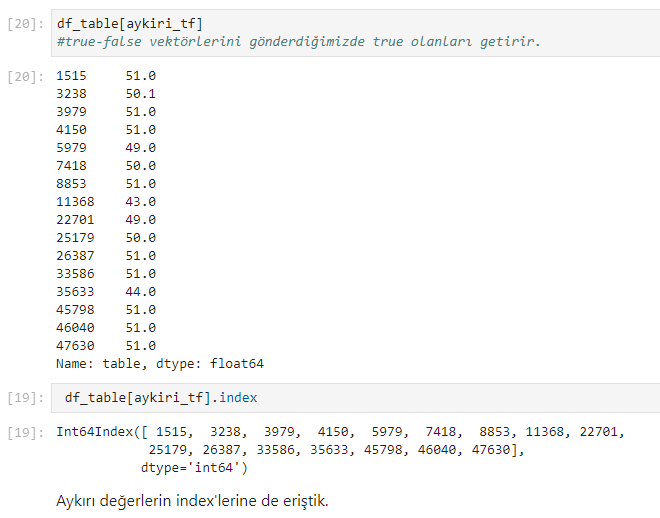 [20]: df_table[aykiri_tf]
#true-false vektörlerini gönderdiğimizde true olanları getirir.
[20]: 1515 51.0
3238 50.1
3979 51.0
4150 51.0
5979 49.0
7418 50.0
8853 51.0
11368 43.0
22701 49.0
25179 50.0
26387 51.0
33586 51.0
35633 44.0
45798 51.0
46040 51.0
47630 51.0
Name: table, dtype: float64
[19]: df_table[aykiri_tf].index
[19]: Int64Index([ 1515, 3238, 3979, 4150, 5979, 7418, 8853, 11368, 22701,
25179, 26387, 33586, 35633, 45798, 46040, 47630],
dtype='int64')
Aykırı değerlerin index'lerine de eriştik.